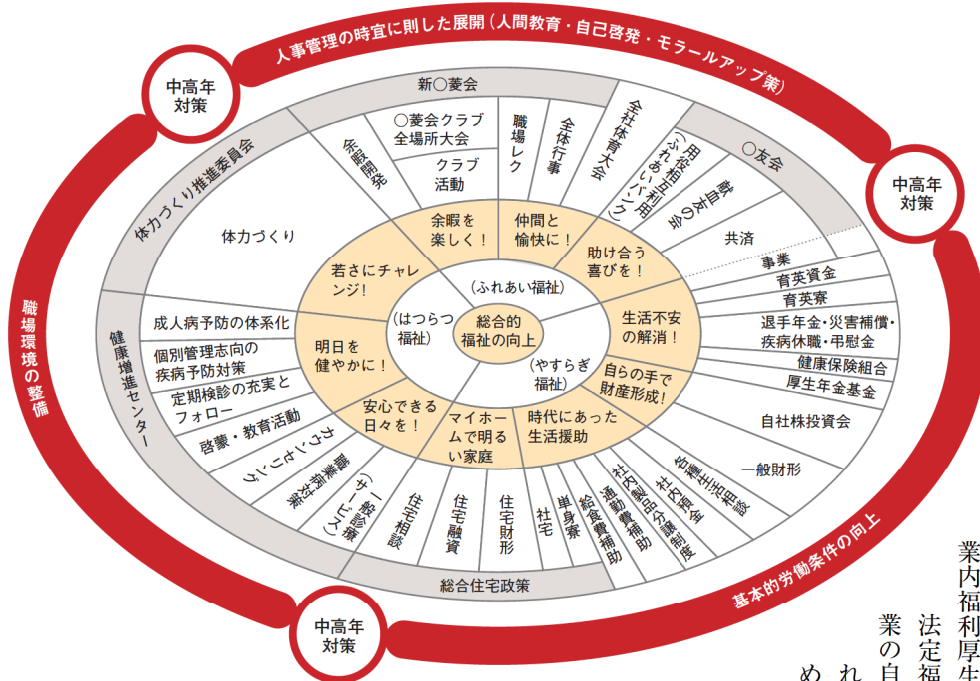 人事管理の時宜に則した展開(人間教育・自己啓発・モラールアップ策)
中高年
対策
中高年
対策
職場環境の整備
基本的労働条件の向上
中高年
対策
新〇菱会
〇友会
体力づくり推進委員会
健康増進センター
総合住宅政策
余暇開発
〇菱会クラブ
全場所大会
クラブ
活動
職場レク
全体行事
全社体育大会
用役相互利用
(ふれあいバンク)
献血友の会
共済
事業
育英資金
育英寮
退手年金・災害補償・
疾病休職・弔慰金
健康保険組合
厚生年金基金
自社株投資会
一般財形
各種生活相談
社内預金
社内製品分譲制度
通勤費補助
給食費補助
単身寮
社宅
住宅財形
住宅融資
住宅相談
一般診療
(サービス)
職業病対策
カウンセリング
啓蒙・教育活動
定期検診の充実と
フォロー
個別管理志向の
疾病予防対策
成人病予防の体系化
体力づくり
余暇を
楽しく!
仲間と
愉快に!
助け合う
喜びを!
生活不安
の解消!
自らの手で
財産形成!
時代にあった
生活援助
マイホー
ムで明る
い家庭
安心できる
日々を!
明日を
健やかに!
若さにチャレ
ンジ!
(ふれあい福祉)
(はつらつ
福祉)
(やすらぎ
福祉)
総合的
福祉の向上
業内福利厚生
法定福
業の自
れ
め